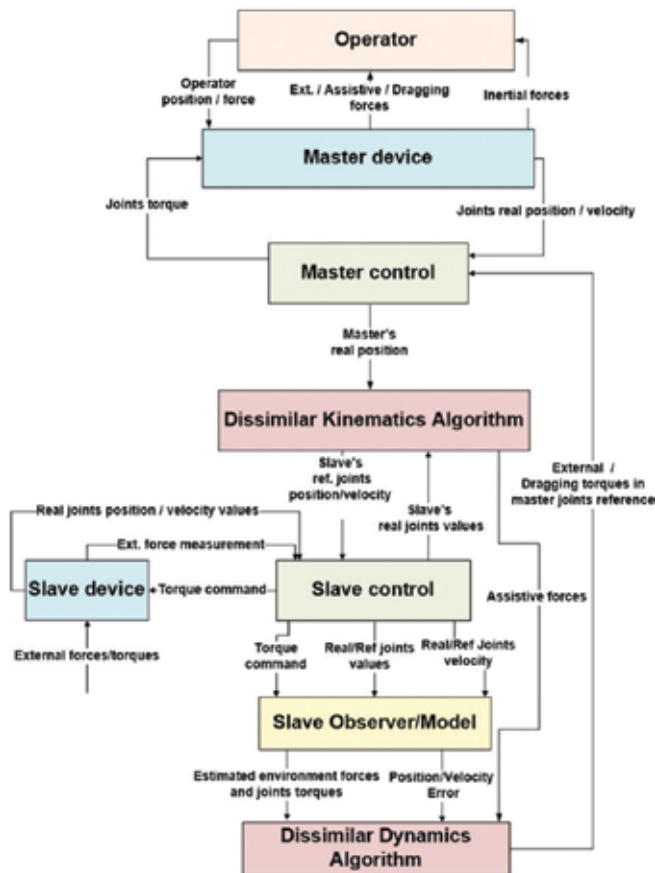 Operator
Operator
position / force
Ext. / Assistive / Dragging
forces
Inertial forces
Master device
Joints torque
Joints real position / velocity
Master control
Master's
real position
Dissimilar Kinematics Algorithm
Slave's
ref. joints
position/velocity
Slave's
real joints values
External /
Dragging torques in
master joints reference
Real joints position / velocity values
Ext. force measurement
Slave device
Torque command
Slave control
Assistive forces
External forces/torques
Torque
command
Real/Ref joints
values
Real/Ref Joints
velocity
Slave Observer/Model
Estimated environment forces
and joints torques
Position/Velocity
Error
Dissimilar Dynamics
Algorithm